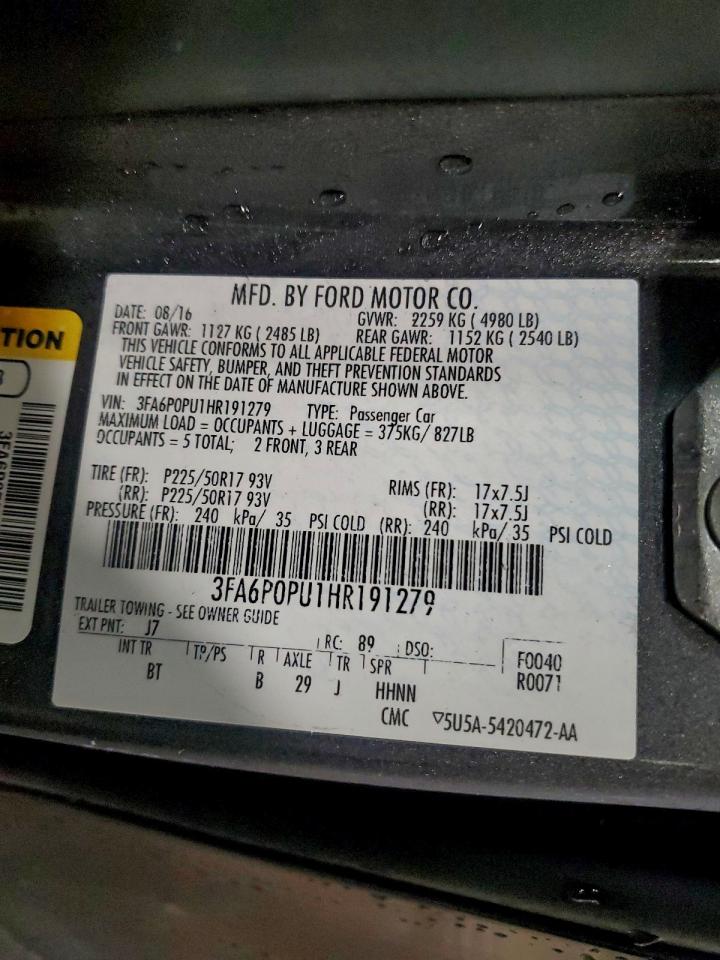 MFD. BY FORD MOTOR CO.
DATE: 08/16
GVWR: 2259 KG ( 4980 LB)
FRONT GAWR: 1127 KG ( 2485 LB)
REAR GAWR: 1152 KG ( 2540 LB)
THIS VEHICLE CONFORMS TO ALL APPLICABLE FEDERAL MOTOR
VEHICLE SAFETY, BUMPER, AND THEFT PREVENTION STANDARDS
IN EFFECT ON THE DATE OF MANUFACTURE SHOWN ABOVE.
VIN: 3FA6P0PU1HR191279 TYPE: Passenger Car
MAXIMUM LOAD = OCCUPANTS + LUGGAGE = 375KG/ 827LB
OCCUPANTS = 5 TOTAL; 2 FRONT, 3 REAR
TIRE (FR): P225/50R17 93V RIMS (FR): 17x7.5J
(RR): P225/50R17 93V (RR): 17x7.5J
PRESSURE (FR): 240 kPa/ 35 PSI COLD (RR): 240 kPa/ 35 PSI COLD
3FA6P0PU1HR191279
TRAILER TOWING - SEE OWNER GUIDE
EXT PNT: J7 RC: 89 DSO:
INT TR TP/PS R AXLE TR SPR
BT B 29 J HHNN
F0040
R0071
CMC ▽5U5A-5420472-AA
TION